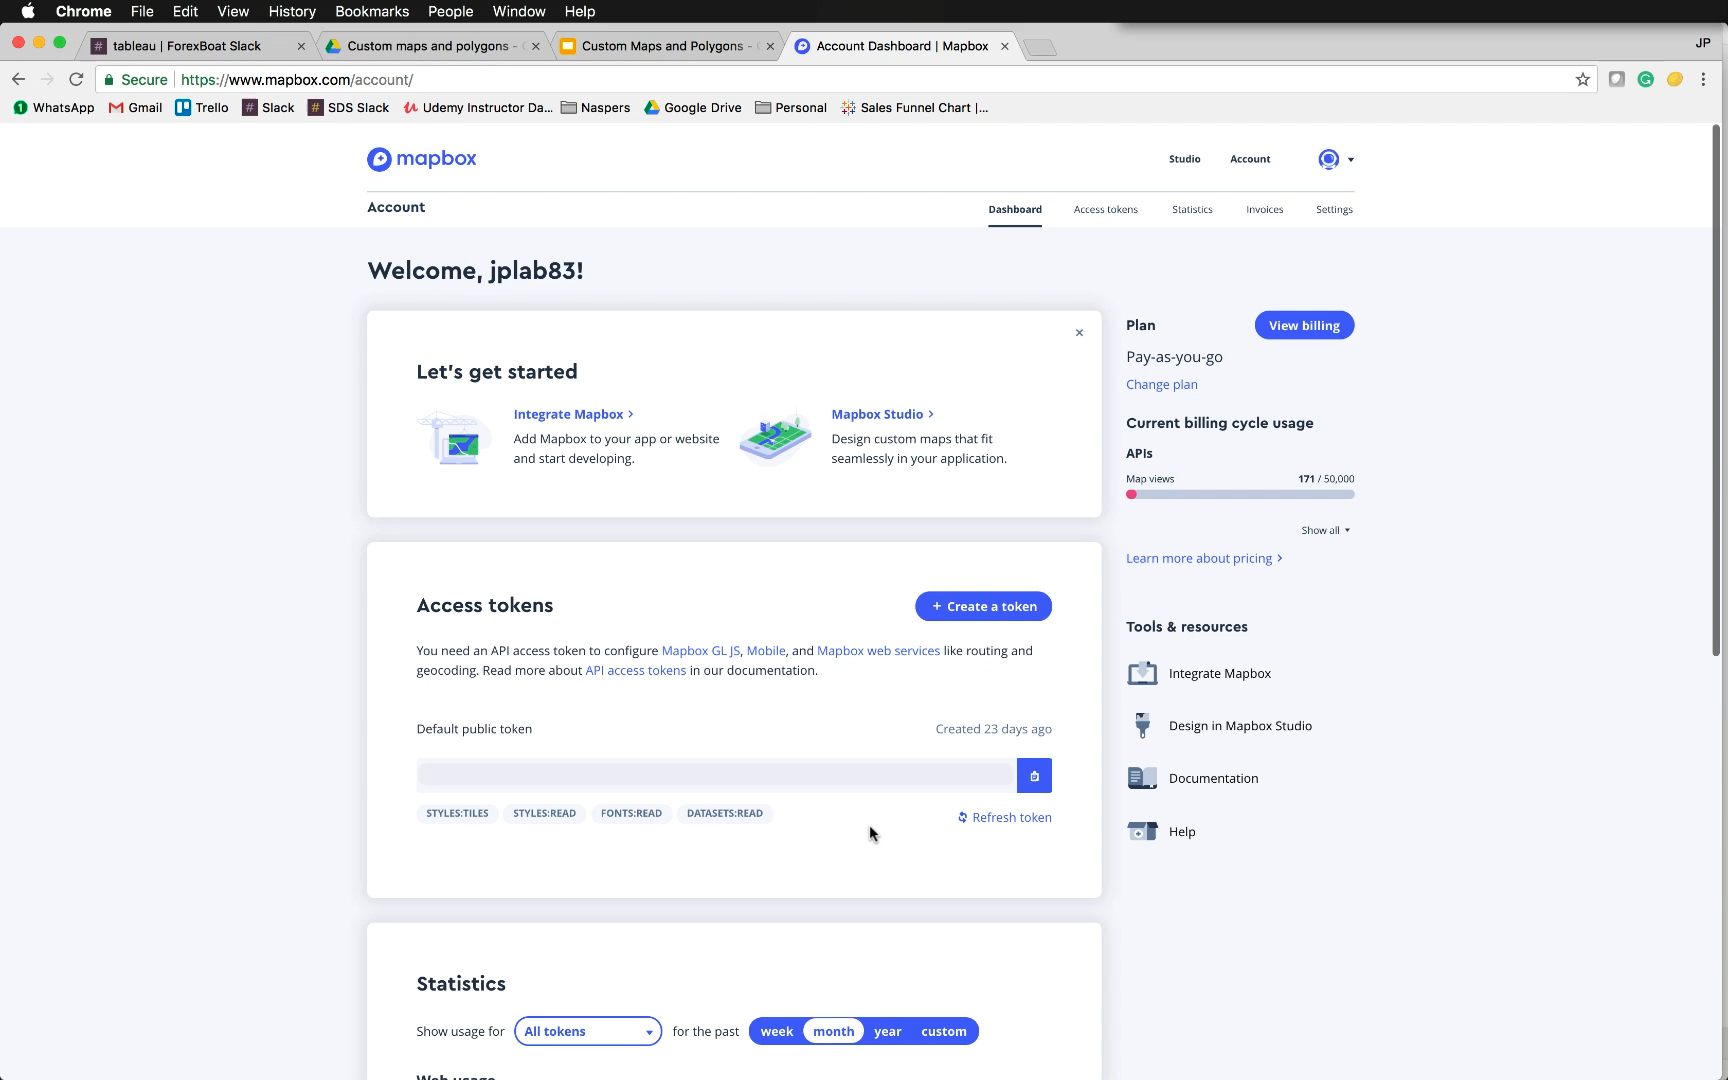 Chrome File Edit View History Bookmarks People Window Help
tableau | ForexBoat Slack × Custom maps and polygons - × Custom Maps and Polygons - × Account Dashboard | Mapbox × JP
Secure https://www.mapbox.com/account/
WhatsApp Gmail Trello Slack SDS Slack Udemy Instructor Da... Naspers Google Drive Personal Sales Funnel Chart |...
mapbox
Studio Account
Account
Dashboard Access tokens Statistics Invoices Settings
Welcome, jplab83!
Let's get started
Integrate Mapbox >
Add Mapbox to your app or website
and start developing.
Mapbox Studio >
Design custom maps that fit
seamlessly in your application.
Plan
View billing
Pay-as-you-go
Change plan
Current billing cycle usage
APIs
Map views 171 / 50,000
Show all
Learn more about pricing >
Access tokens
+ Create a token
You need an API access token to configure Mapbox GL JS, Mobile, and Mapbox web services like routing and
geocoding. Read more about API access tokens in our documentation.
Default public token Created 23 days ago
STYLES:TILES STYLES:READ FONTS:READ DATASETS:READ
Refresh token
Tools & resources
Integrate Mapbox
Design in Mapbox Studio
Documentation
Help
Statistics
Show usage for All tokens for the past week month year custom